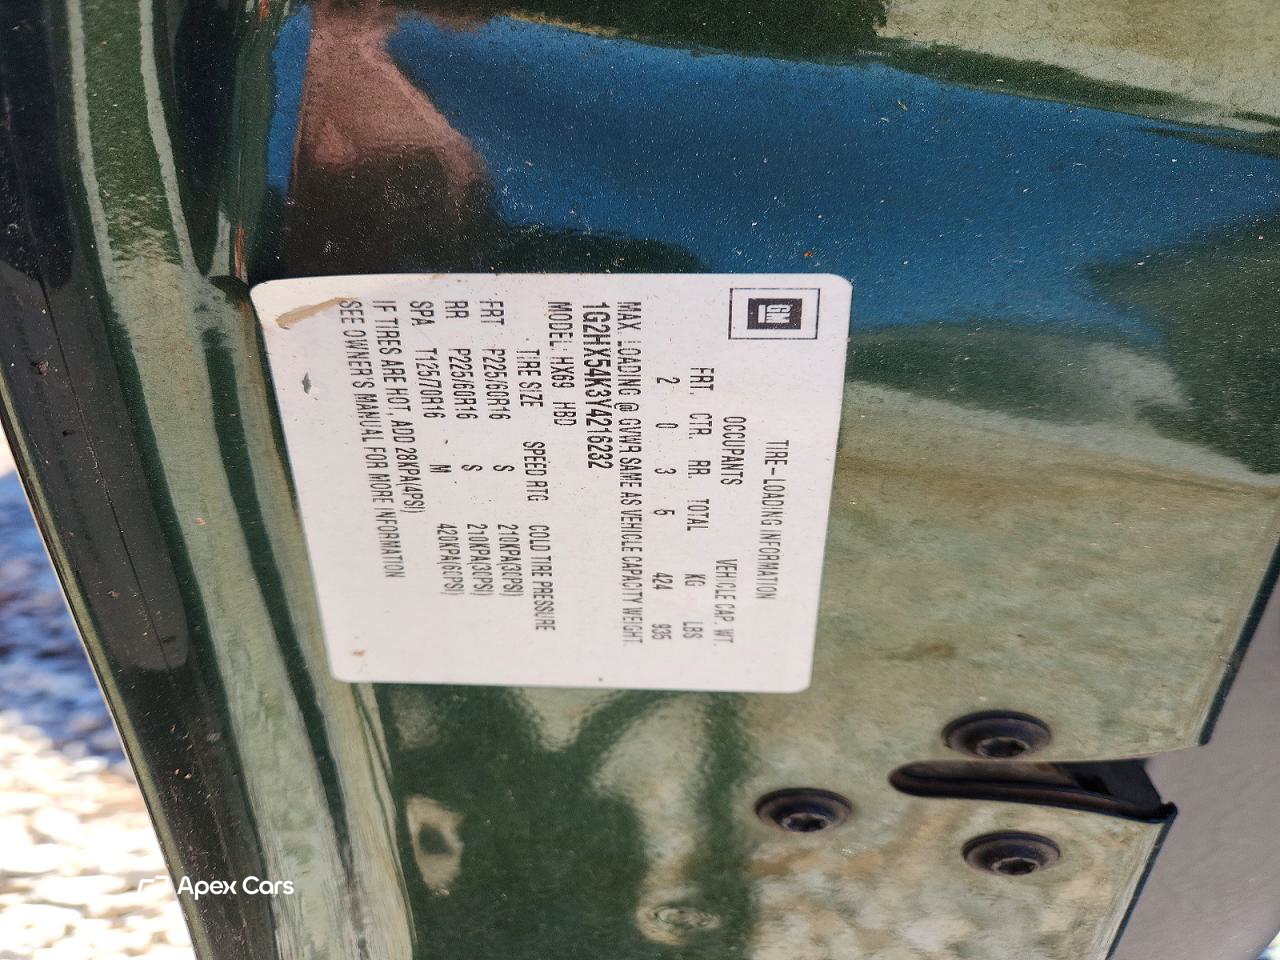 GM
TIRE-LOADING INFORMATION
OCCUPANTS VEHICLE CAP. WT.
FRT. CTR. RR. TOTAL KG LBS
2 0 3 5 424 935
MAX. LOADING @ GVWR SAME AS VEHICLE CAPACITY WEIGHT
1G2HX54K3Y4216232
MODEL: HX69 HBD
TIRE SIZE SPEED RTG COLD TIRE PRESSURE
FRT P225/60R16 S 210KPA(30PSI)
RR P225/60R16 S 210KPA(30PSI)
SPA T125/70R16 M 420KPA(60PSI)
IF TIRES ARE HOT, ADD 28KPA(4PSI)
SEE OWNER'S MANUAL FOR MORE INFORMATION
Apex Cars